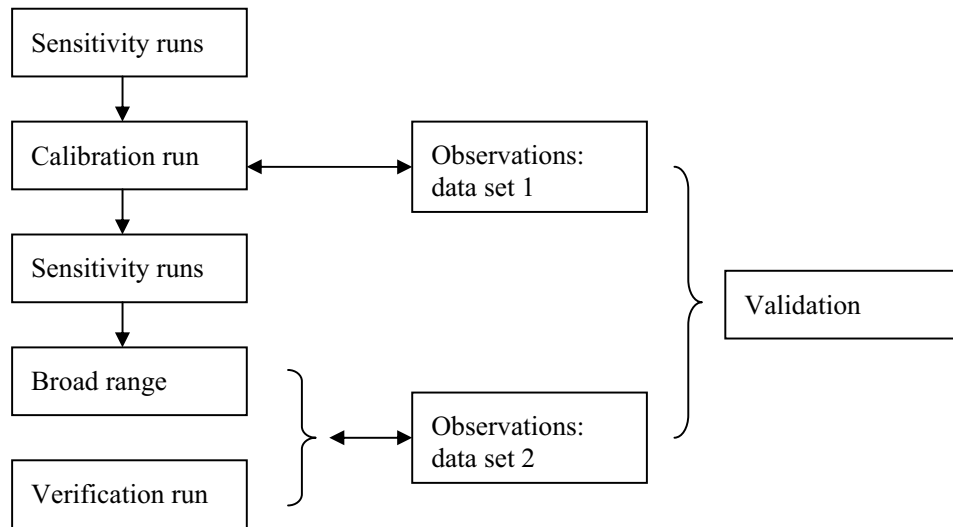 Sensitivity runs
Calibration run
Observations:
data set 1
Sensitivity runs
Validation
Broad range
Observations:
data set 2
Verification run